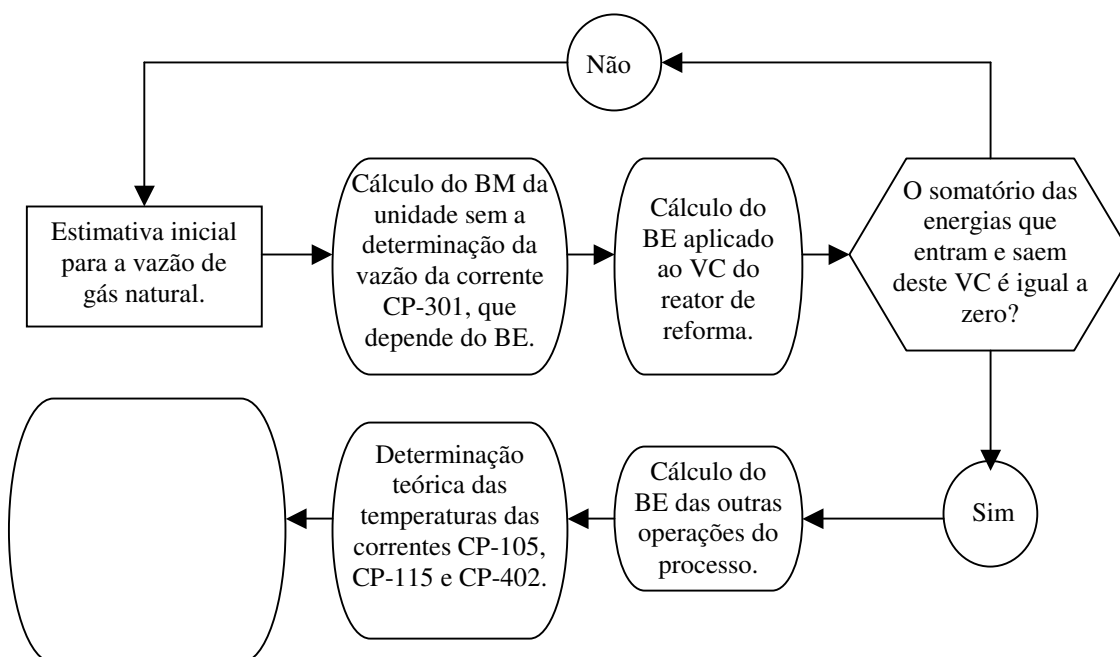 Não
Estimativa inicial
para a vazão de
gás natural.
Cálculo do BM da
unidade sem a
determinação da
vazão da corrente
CP-301, que
depende do BE.
Cálculo do
BE aplicado
ao VC do
reator de
reforma.
O somatório das
energias que
entram e saem
deste VC é igual a
zero?
Sim
Cálculo do
BE das outras
operações do
processo.
Determinação
teórica das
temperaturas das
correntes CP-105,
CP-115 e CP-402.